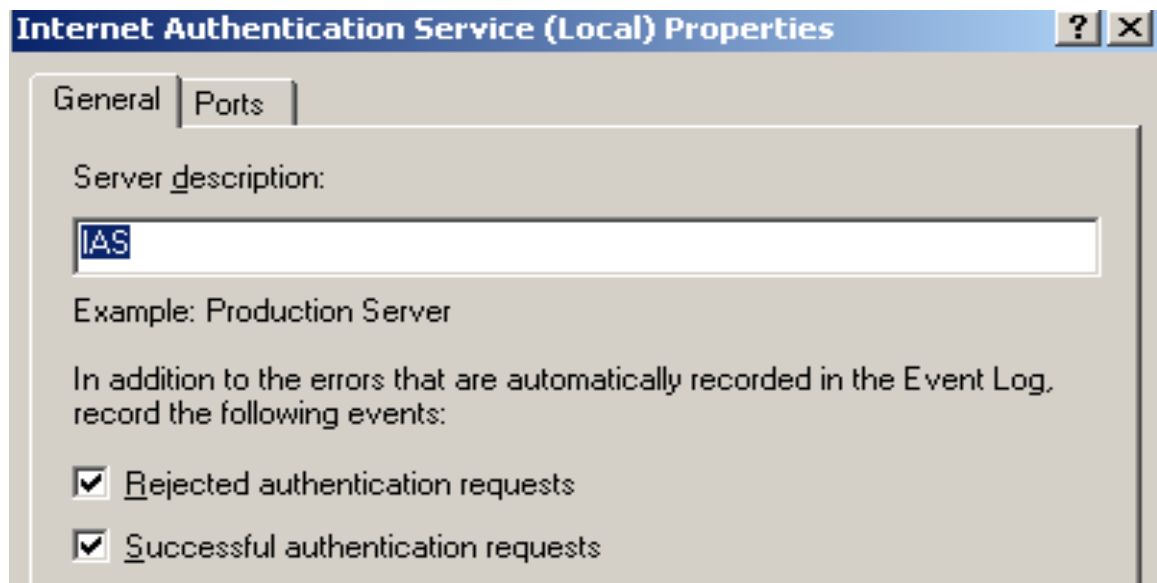 Internet Authentication Service (Local) Properties
General
Ports
Server description:
IAS
Example: Production Server
In addition to the errors that are automatically recorded in the Event Log,
record the following events:
Rejected authentication requests
Successful authentication requests